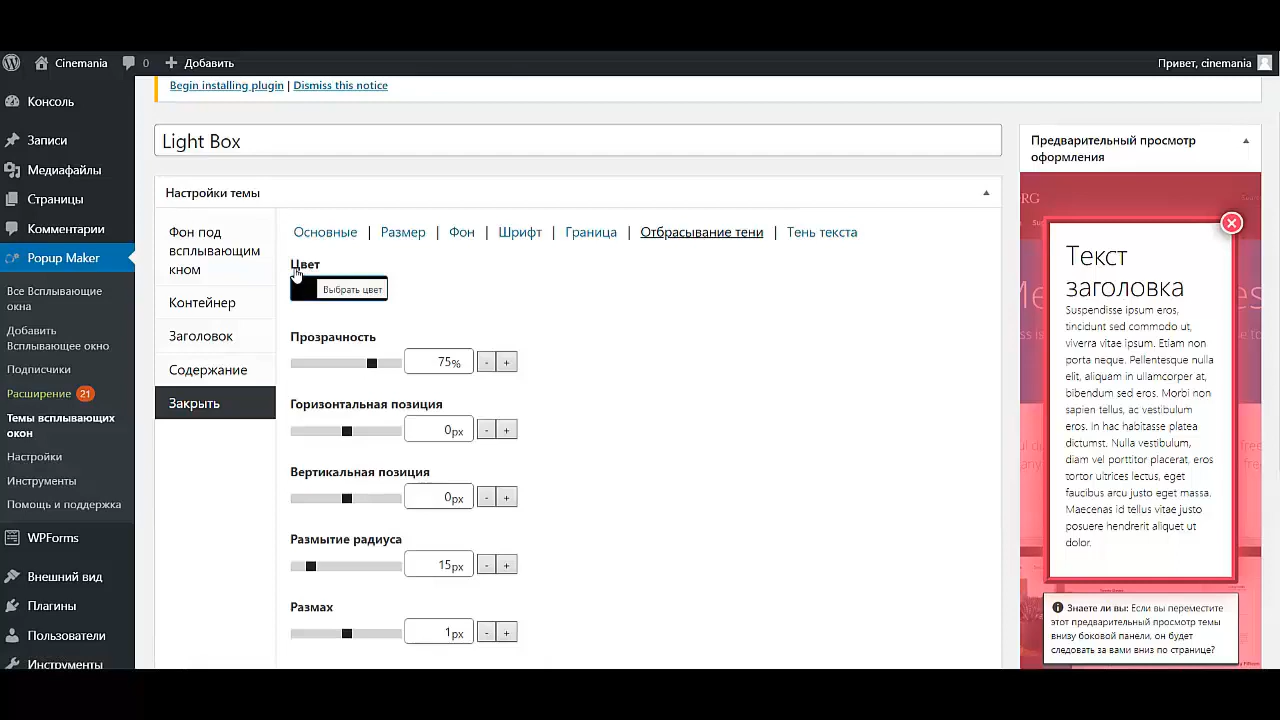 Cinemania
0
Добавить
Привет, cinemania
Консоль
Записи
Медиафайлы
Страницы
Комментарии
Popup Maker
Все Всплывающие
окна
Добавить
Всплывающее окно
Подписчики
Расширение 21
Темы всплывающих
окон
Настройки
Инструменты
Помощь и поддержка
WPForms
Внешний вид
Плагины
Пользователи
Инструменты
Begin installing plugin | Dismiss this notice
Light Box
Настройки темы
Фон под
всплывающим
кном
Контейнер
Заголовок
Содержание
Закрыть
Основные | Размер | Фон | Шрифт | Граница | Отбрасывание тени | Тень текста
Цвет
Выбрать цвет
Прозрачность
75%
- +
Горизонтальная позиция
0px
- +
Вертикальная позиция
0px
- +
Размытие радиуса
15px
- +
Размах
1px
- +
Предварительный просмотр
оформления
RG
Текст
заголовка
Suspendisse ipsum eros,
tincidunt sed commodo ut,
viverra vitae ipsum. Etiam non
porta neque. Pellentesque nulla
elit, aliquam in ullamcorper at,
bibendum sed eros. Morbi non
sapien tellus, ac vestibulum
eros. In hac habitasse platea
dictumst. Nulla vestibulum,
diam vel porttitor placerat, eros
tortor ultrices lectus, eget
faucibus arcu justo eget massa.
Maecenas id tellus vitae justo
posuere hendrerit aliquet ut
dolor.
Знаете ли вы: Если вы переместите
этот предварительный просмотр темы
внизу боковой панели, он будет
следовать за вами вниз по странице?